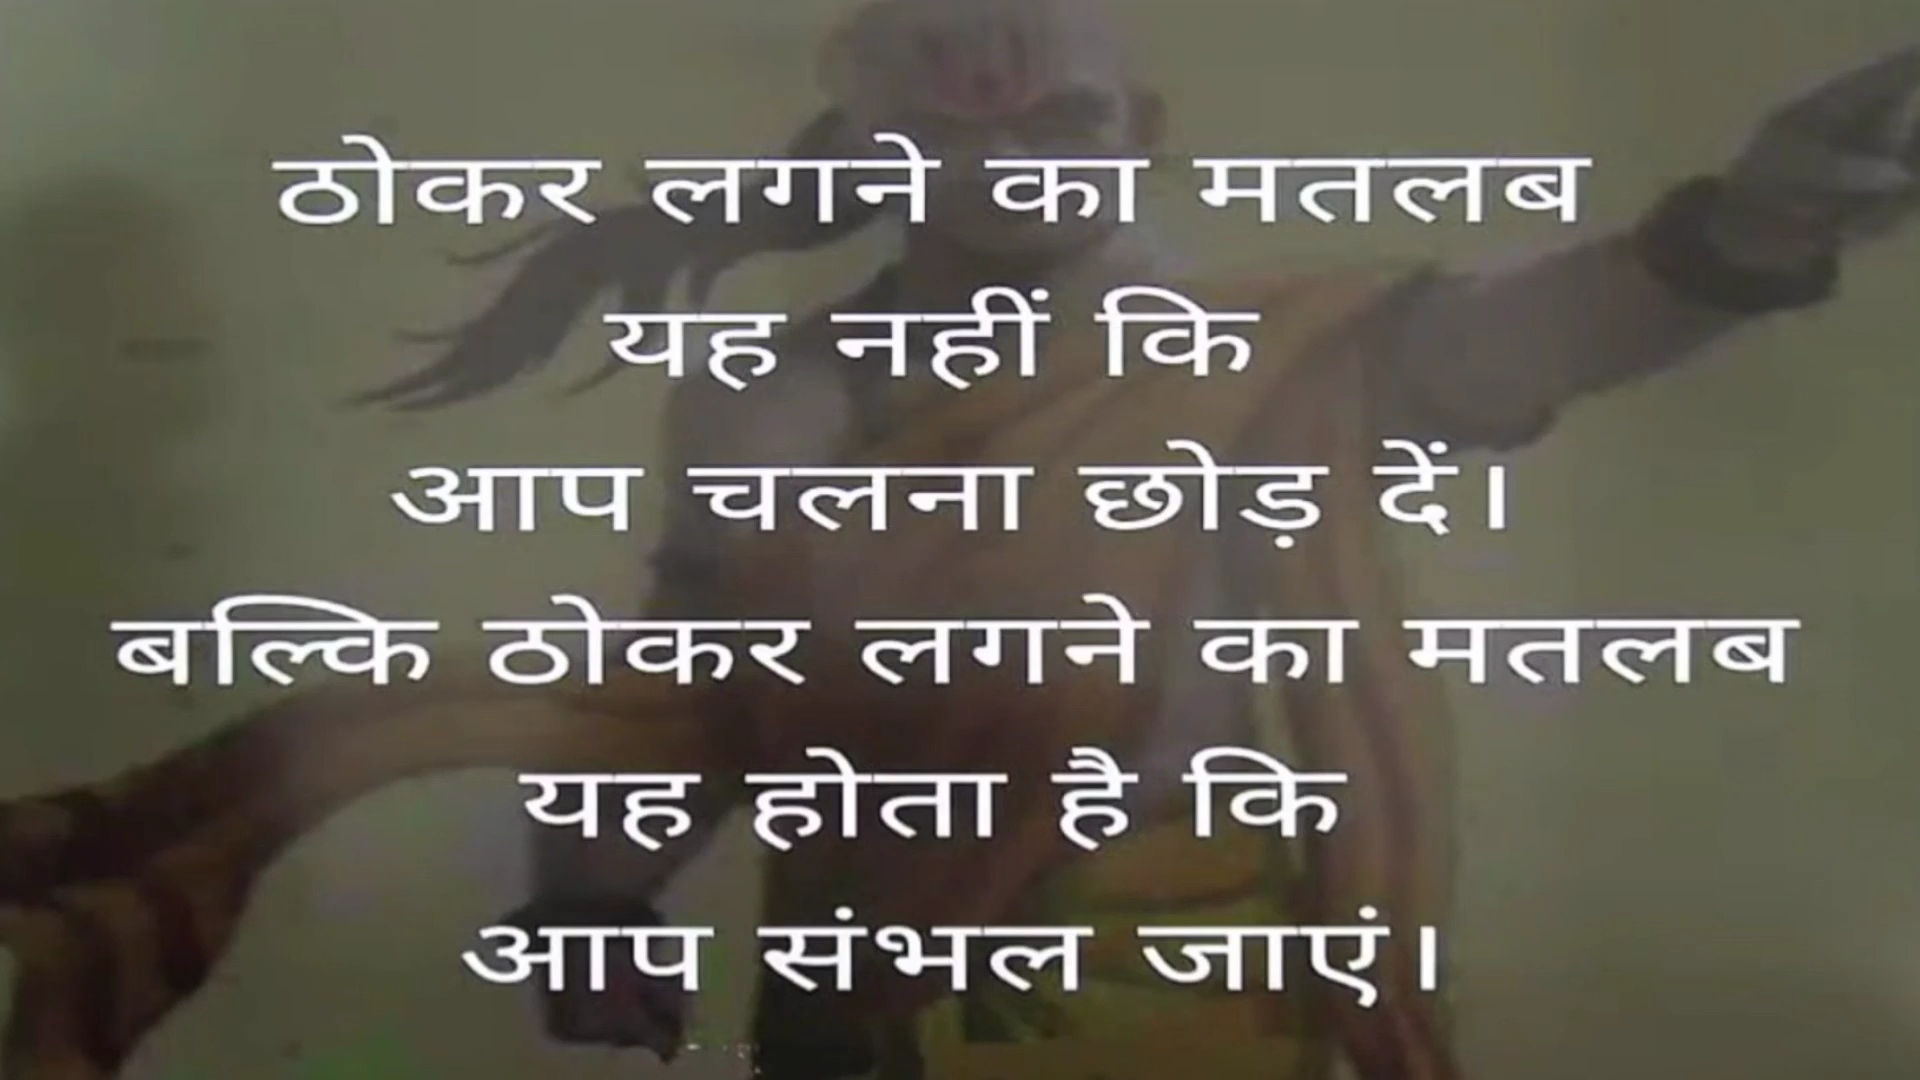 ठोकर लगने का मतलब
यह नहीं कि
आप चलना छोड़ दें।
बल्कि ठोकर लगने का मतलब
यह होता है कि
आप संभल जाएं।